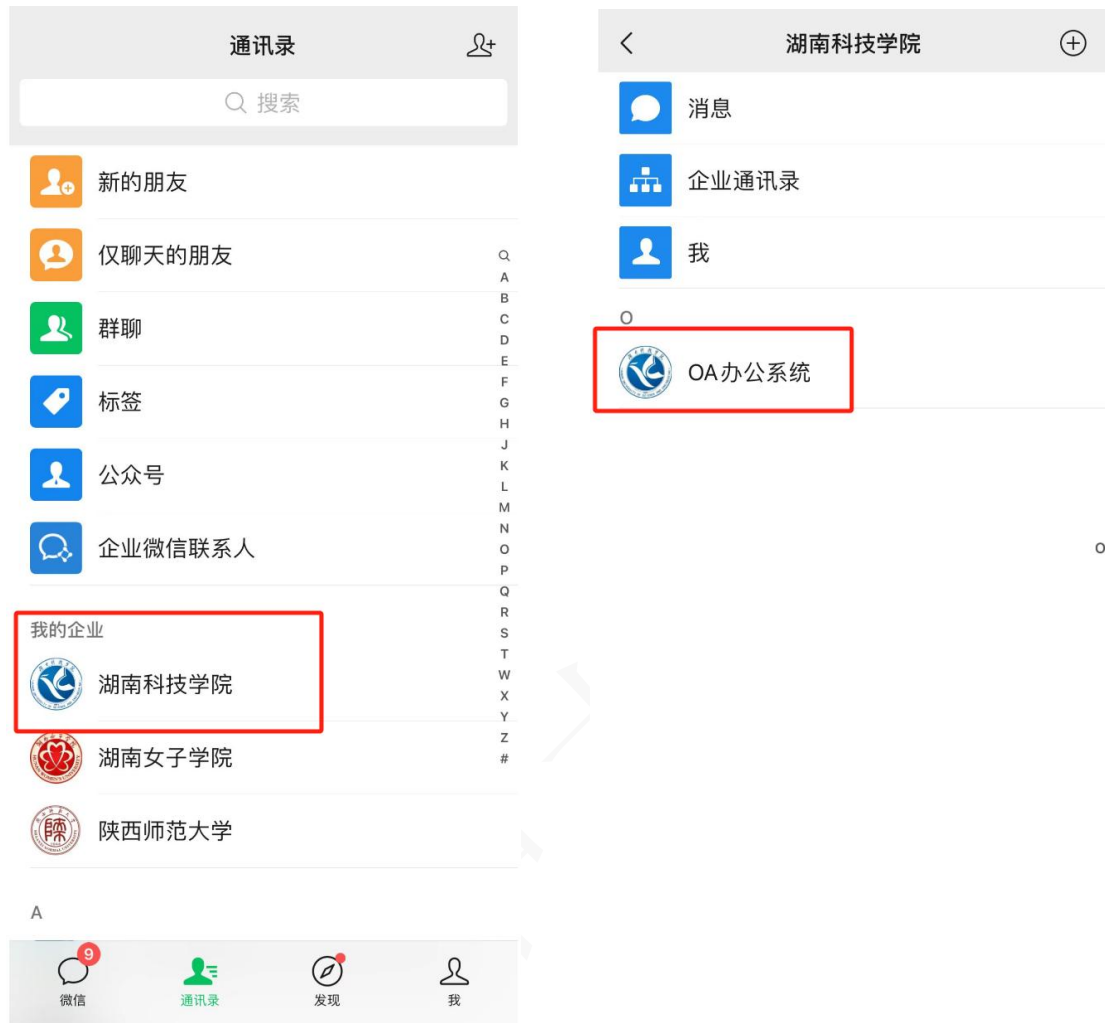 通讯录
搜索
新的朋友
仅聊天的朋友
群聊
标签
公众号
企业微信联系人
我的企业
湖南科技学院
湖南女子学院
陕西师范大学
A
Q
A
B
C
D
E
F
G
H
J
K
L
M
N
O
P
Q
R
S
T
W
X
Y
Z
#
9
微信
通讯录
发现
我
湖南科技学院
消息
企业通讯录
我
O
OA办公系统
O